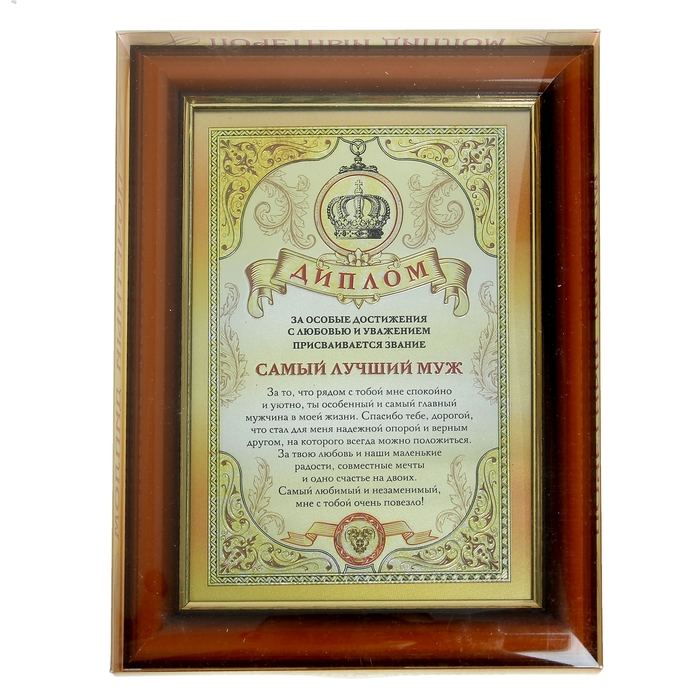 ПОЧЕТНЫЙ ДИПЛОМ
ДИПЛОМ
ЗА ОСОБЫЕ ДОСТИЖЕНИЯ
С ЛЮБОВЬЮ И УВАЖЕНИЕМ
ПРИСВАИВАЕТСЯ ЗВАНИЕ
САМЫЙ ЛУЧШИЙ МУЖ
За то, что рядом с тобой мне спокойно
и уютно, ты особенный и самый главный
мужчина в моей жизни. Спасибо тебе, дорогой,
что стал для меня надежной опорой и верным
другом, на которого всегда можно положиться.
За твою любовь и наши маленькие
радости, совместные мечты
и одно счастье на двоих.
Самый любимый и незаменимый,
мне с тобой очень повезло!